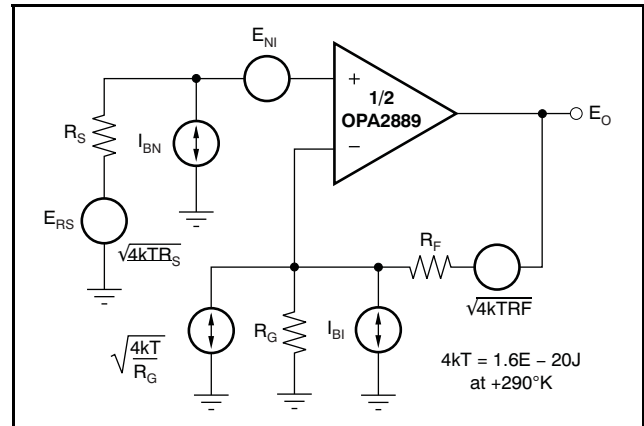 E_NI
+
1/2
OPA2889
−
E_O
R_S
I_BN
E_RS
√4kTR_S
R_F
√4kTRF
√4kT/R_G
R_G
I_BI
4kT = 1.6E – 20J
at +290°K